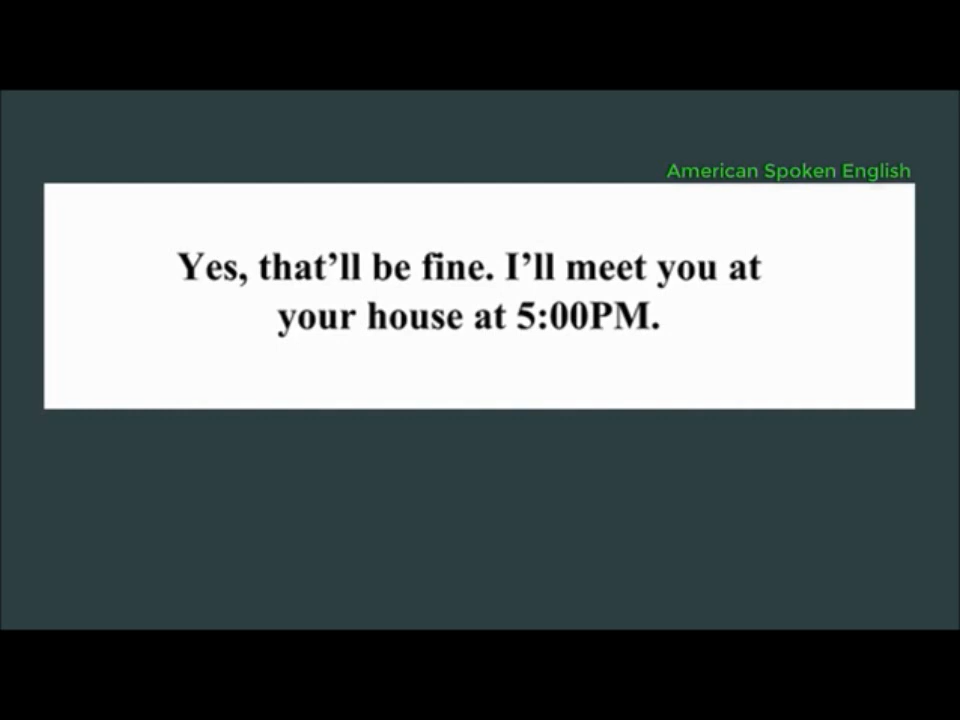 American Spoken English
Yes, that’ll be fine. I’ll meet you at
your house at 5:00PM.